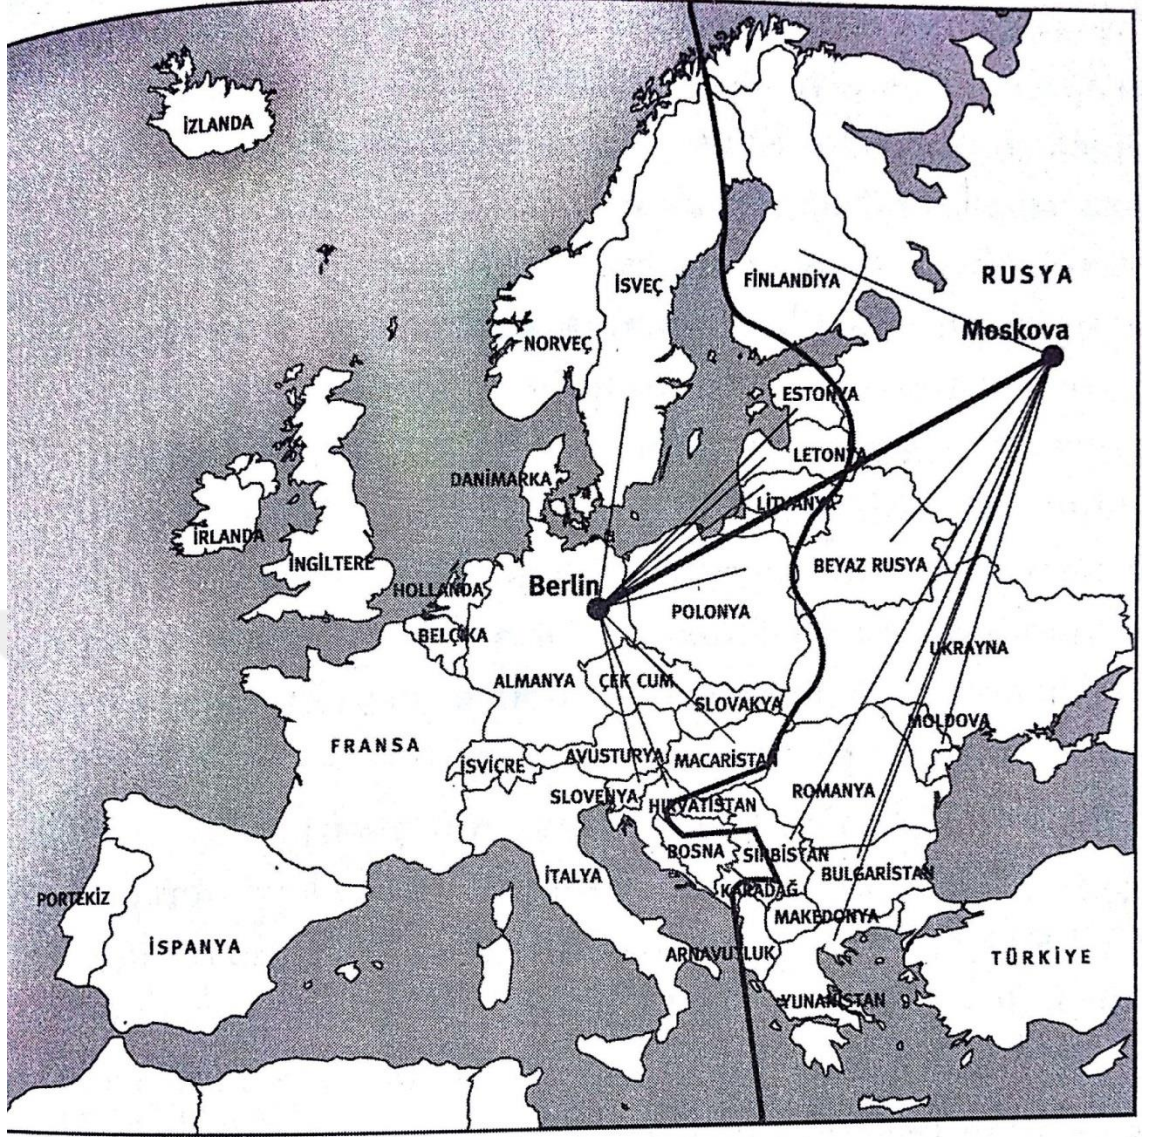 İZLANDA
RUSYA
İSVEÇ
FİNLANDİYA
Moskova
NORVEÇ
ESTONYA
LETONYA
DANİMARKA
LİTVANYA
İRLANDA
İNGİLTERE
BEYAZ RUSYA
HOLLANDA
Berlin
POLONYA
BELÇİKA
UKRAYNA
ALMANYA
ÇEK CUM.
SLOVAKYA
MOLDOVA
FRANSA
AVUSTURYA
MACARİSTAN
İSVİÇRE
ROMANYA
SLOVENYA
HIRVATİSTAN
BOSNA
SIRBİSTAN
İTALYA
BULGARİSTAN
KARADAĞ
PORTEKİZ
MAKEDONYA
İSPANYA
ARNAVUTLUK
TÜRKİYE
YUNANİSTAN